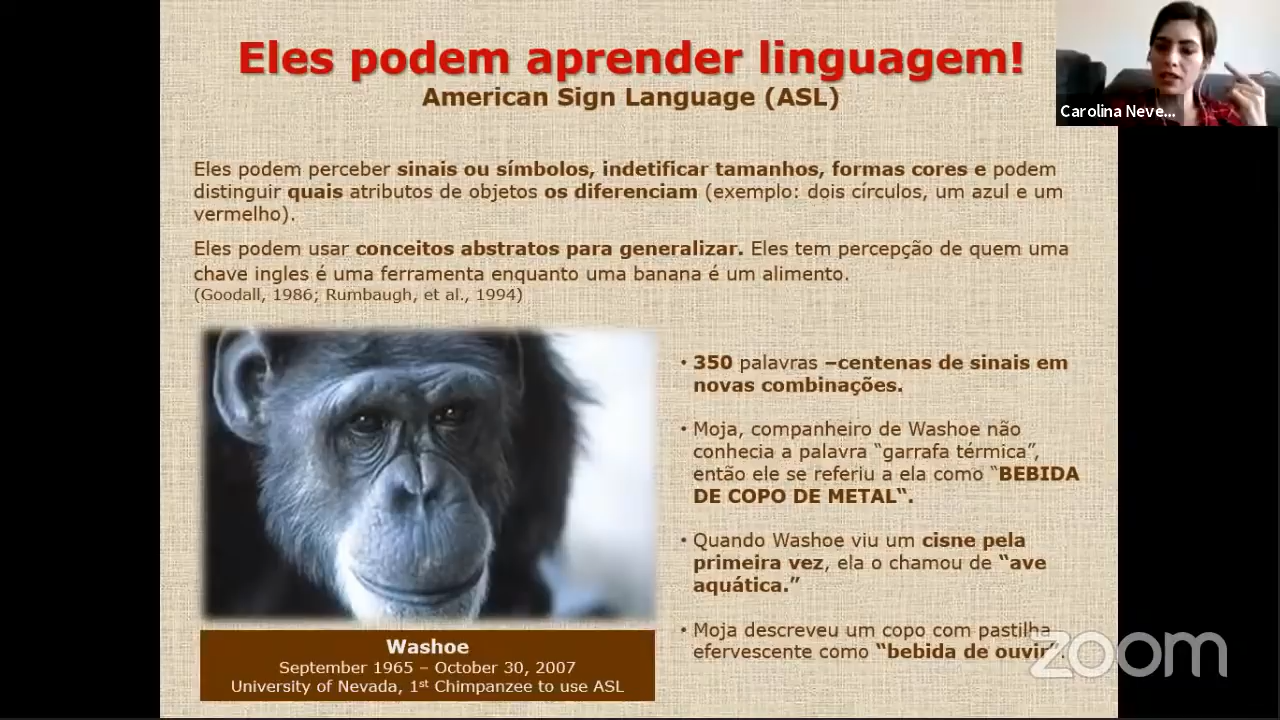 Eles podem aprender linguagem!
American Sign Language (ASL)
Carolina Neve...
Eles podem perceber sinais ou símbolos, indetificar tamanhos, formas cores e podem
distinguir quais atributos de objetos os diferenciam (exemplo: dois círculos, um azul e um
vermelho).
Eles podem usar conceitos abstratos para generalizar. Eles tem percepção de quem uma
chave ingles é uma ferramenta enquanto uma banana é um alimento.
(Goodall, 1986; Rumbaugh, et al., 1994)
• 350 palavras –centenas de sinais em
novas combinações.
• Moja, companheiro de Washoe não
conhecia a palavra “garrafa térmica”,
então ele se referiu a ela como “BEBIDA
DE COPO DE METAL“.
• Quando Washoe viu um cisne pela
primeira vez, ela o chamou de “ave
aquática.”
• Moja descreveu um copo com pastilha
efervescente como “bebida de ouvir”.
Washoe
September 1965 – October 30, 2007
University of Nevada, 1st Chimpanzee to use ASL
zoom